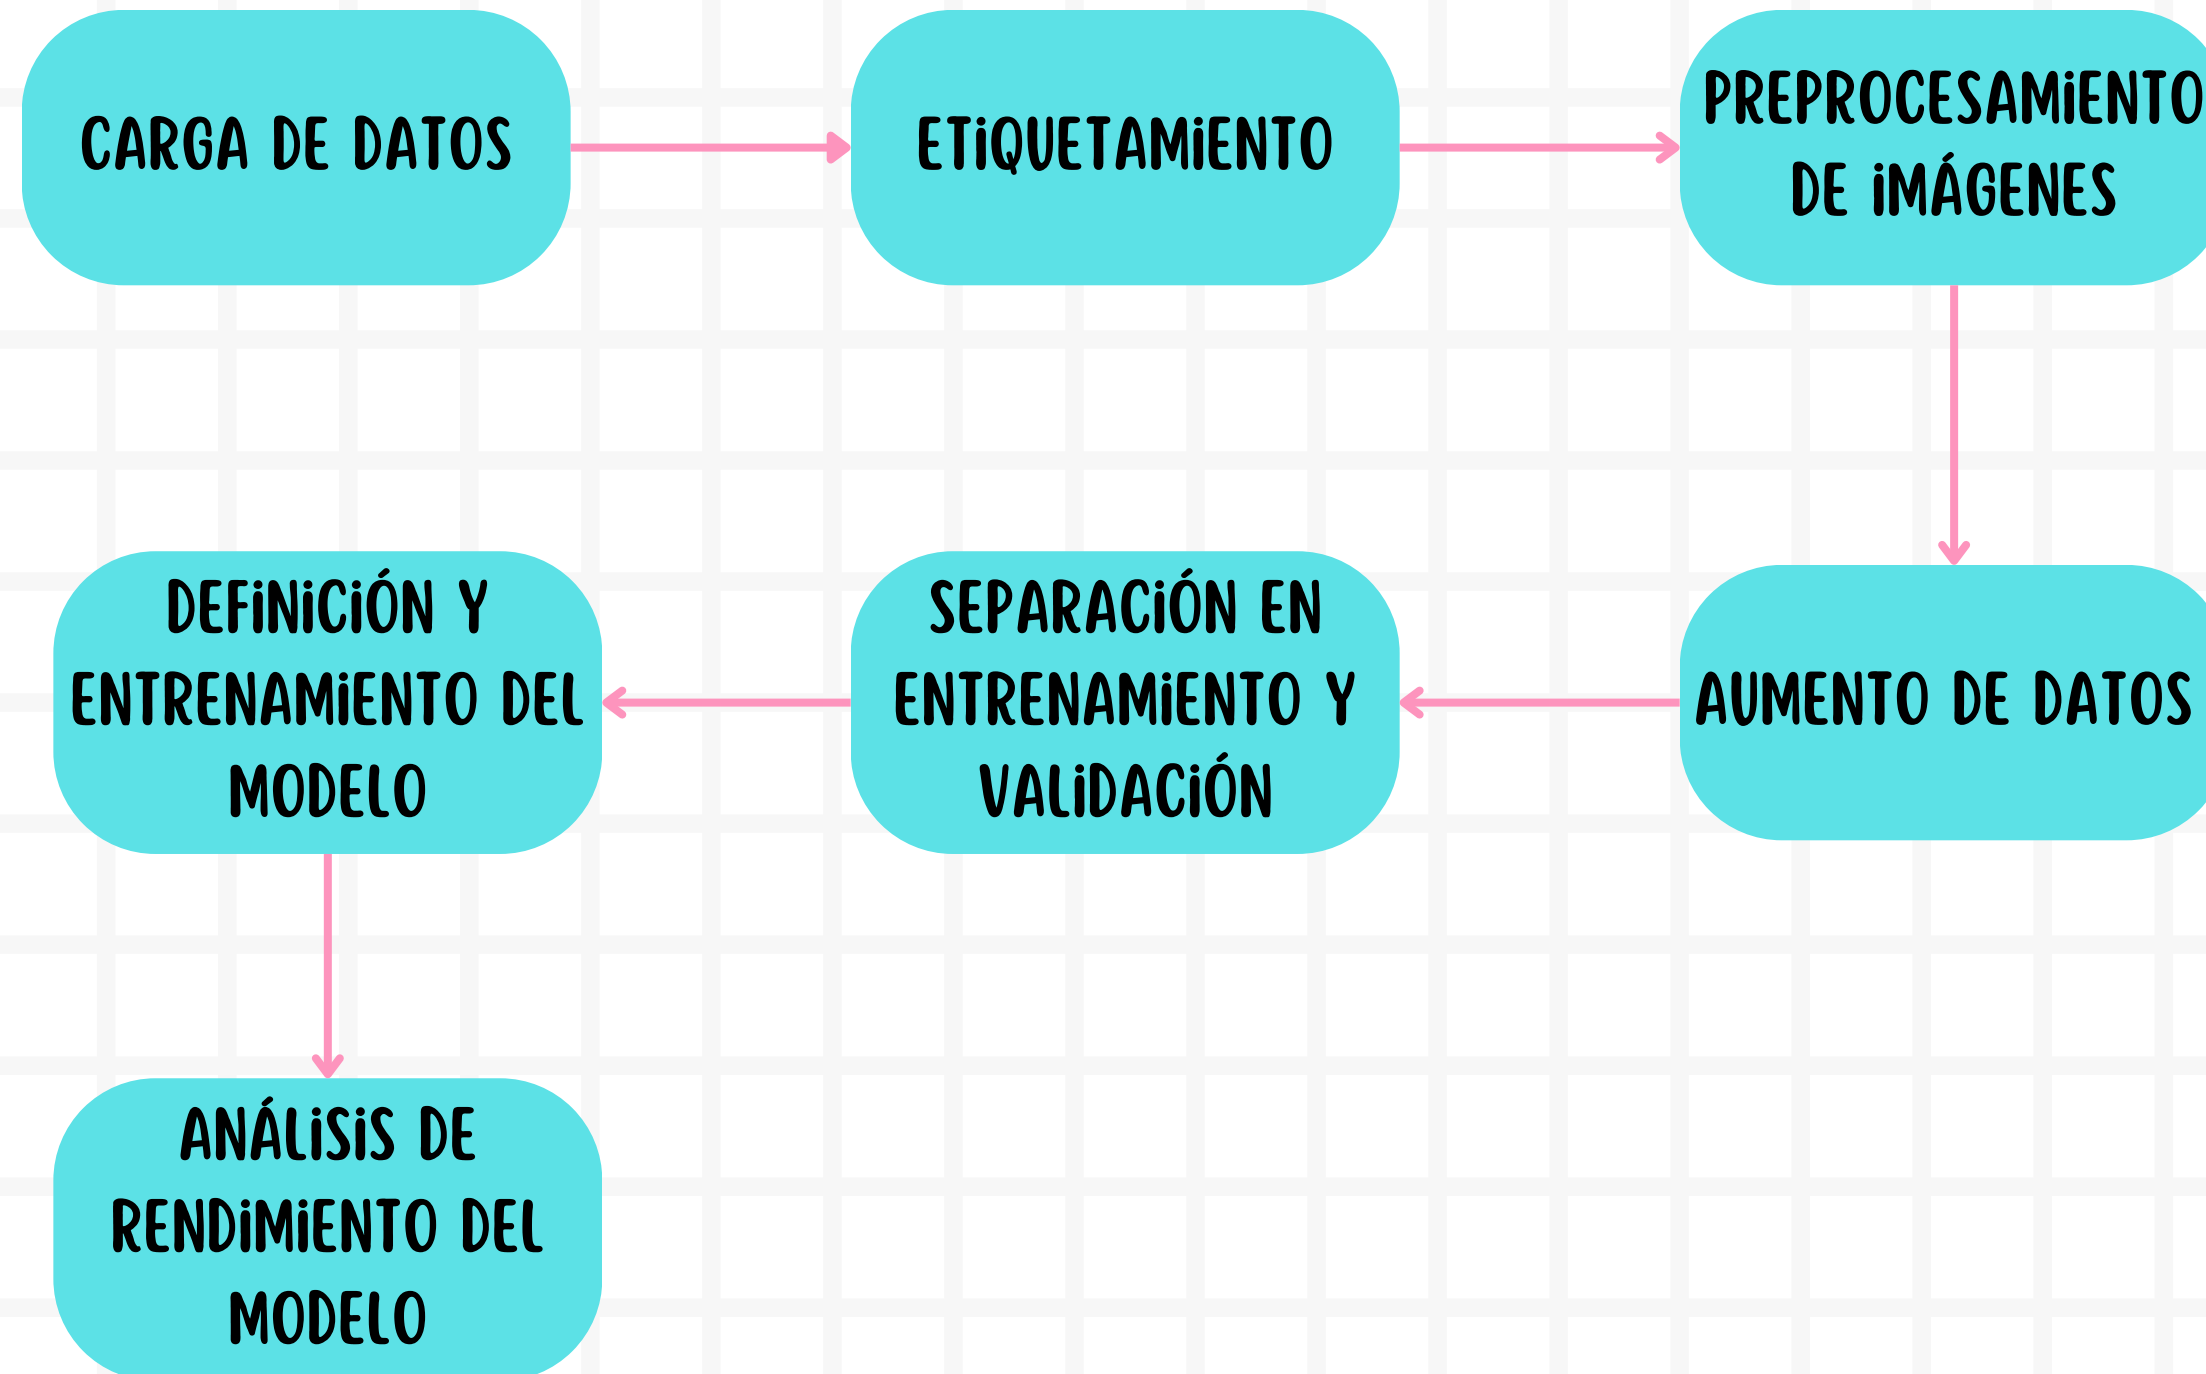 CARGA DE DATOS
ETIQUETAMIENTO
PREPROCESAMIENTO
DE IMÁGENES
AUMENTO DE DATOS
SEPARACIÓN EN
ENTRENAMIENTO Y
VALIDACIÓN
DEFINICIÓN Y
ENTRENAMIENTO DEL
MODELO
ANÁLISIS DE
RENDIMIENTO DEL
MODELO